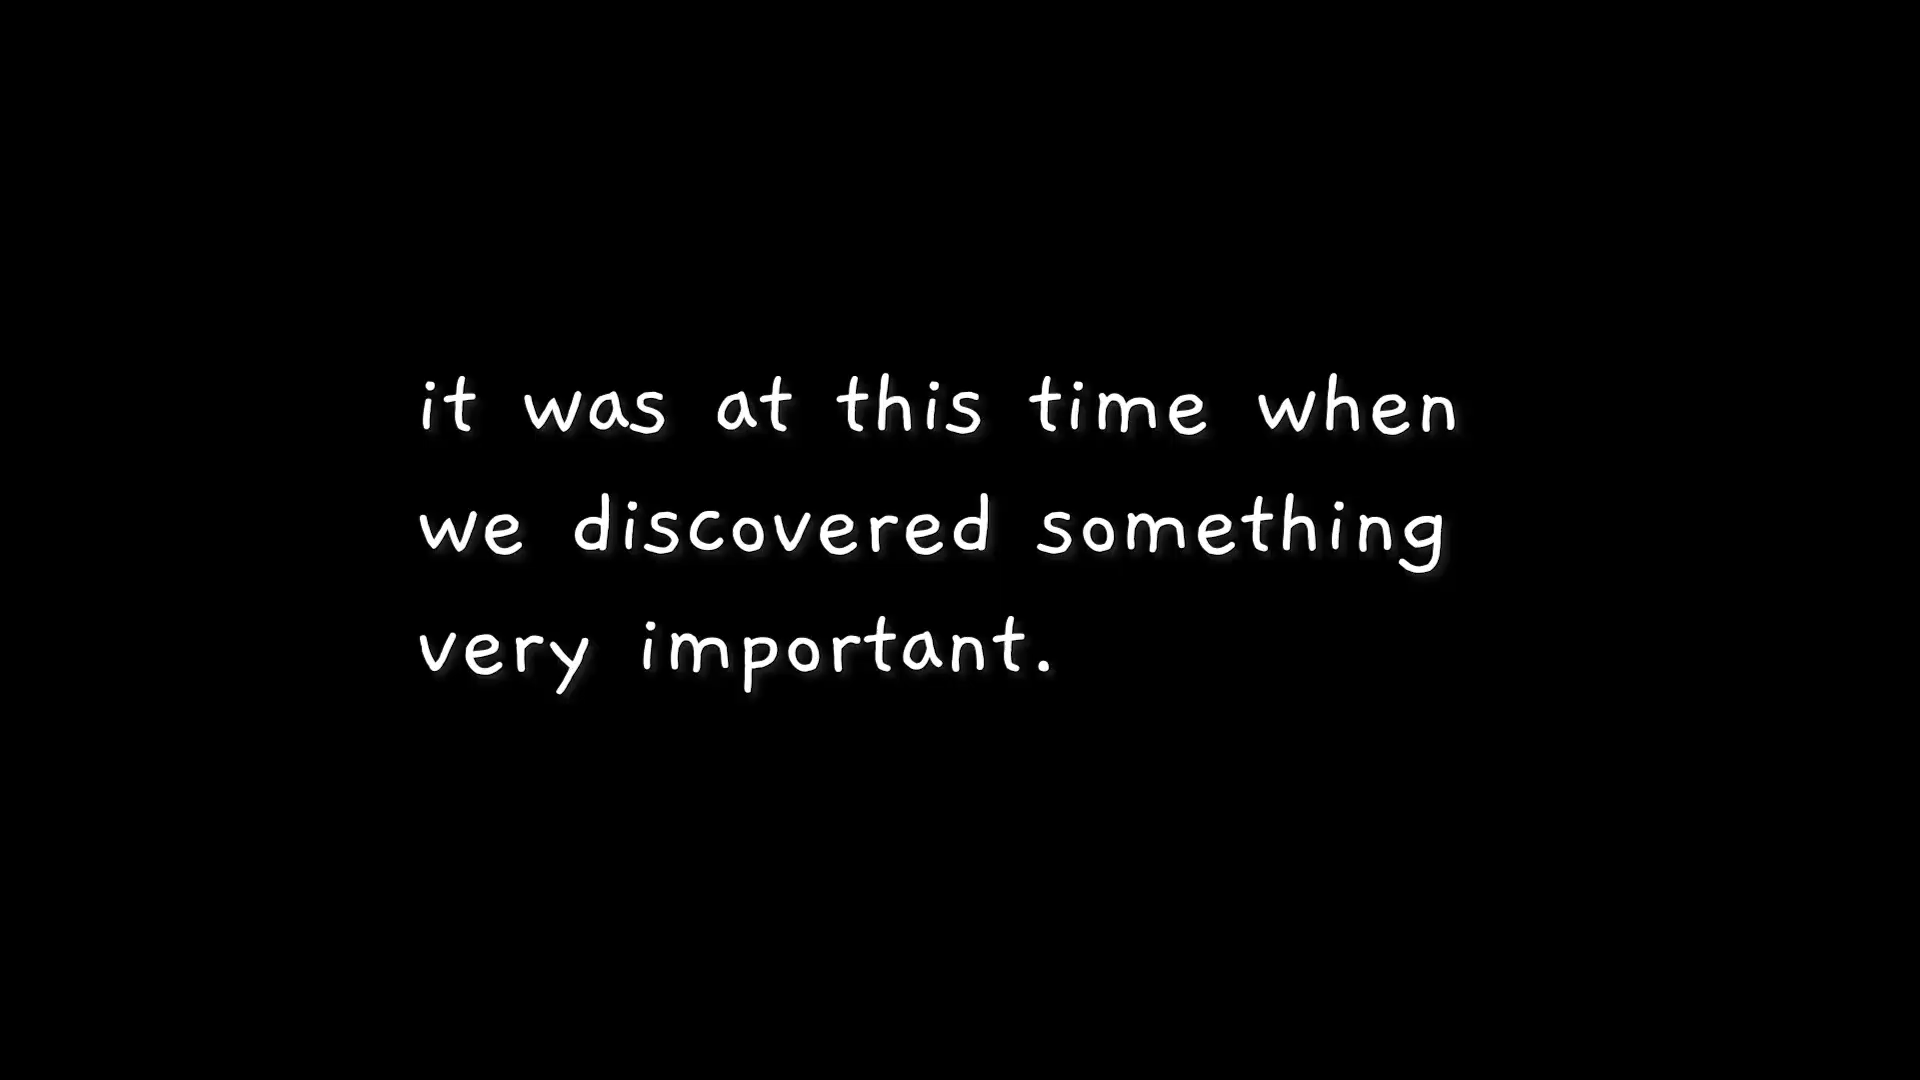 it was at this time when
we discovered something
very important.